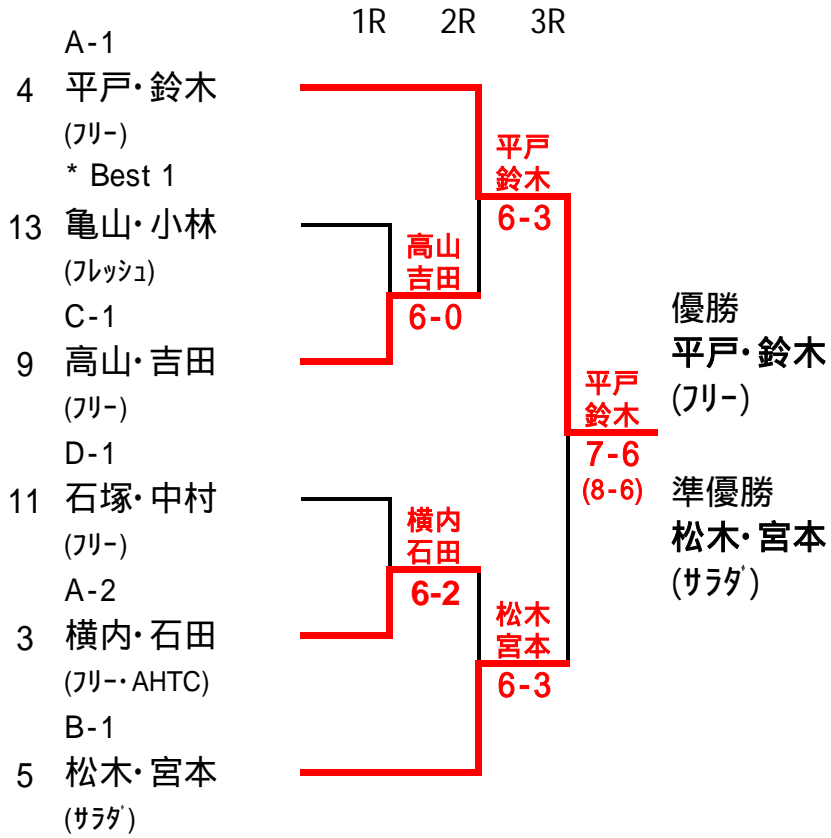 1R 2R 3R
A-1
4 平戸・鈴木
(ﾌﾘｰ)
* Best 1
13 亀山・小林
(ﾌﾚｯｼｭ)
C-1
9 高山・吉田
(ﾌﾘｰ)
D-1
11 石塚・中村
(ﾌﾘｰ)
A-2
3 横内・石田
(ﾌﾘｰ・AHTC)
B-1
5 松木・宮本
(ｻﾗﾀﾞ)
高山
吉田
6-0
横内
石田
6-2
平戸
鈴木
6-3
松木
宮本
6-3
平戸
鈴木
7-6
(8-6)
優勝
平戸・鈴木
(ﾌﾘｰ)
準優勝
松木・宮本
(ｻﾗﾀﾞ)